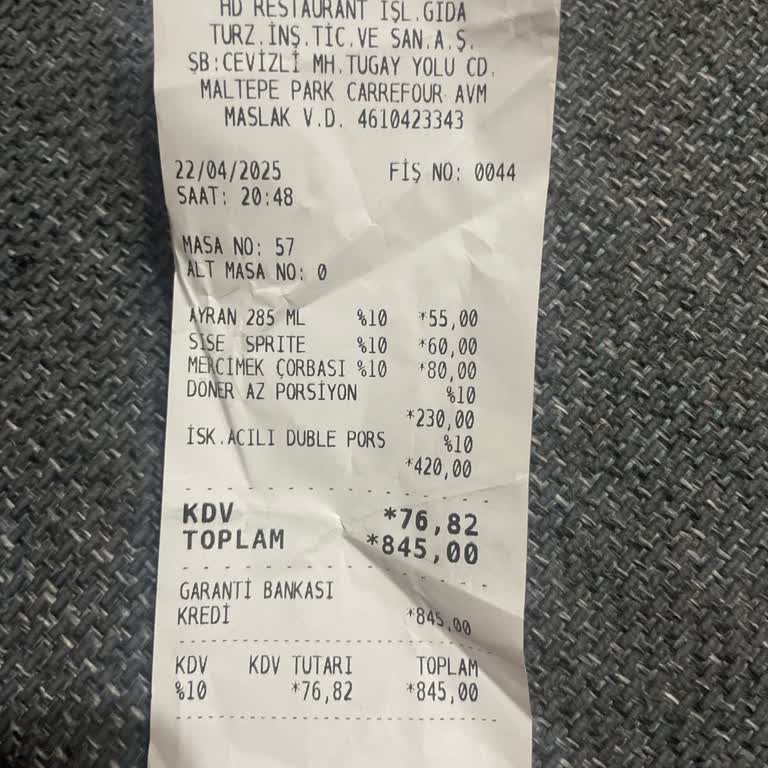 HD RESTAURANT İŞL.GIDA
TURZ.İNŞ.TİC.VE SAN.A.Ş.
ŞB:CEVİZLİ MH.TUGAY YOLU CD.
MALTEPE PARK CARREFOUR AVM
MASLAK V.D. 4610423343
22/04/2025 FİŞ NO: 0044
SAAT: 20:48
MASA NO: 57
ALT MASA NO: 0
AYRAN 285 ML %10 *55,00
SISE SPRITE %10 *60,00
MERCİMEK ÇORBASI %10 *80,00
DÖNER AZ PORSİYON %10
*230,00
İSK.ACILI DUBLE PORS %10
*420,00
KDV *76,82
TOPLAM *845,00
GARANTİ BANKASI
KREDİ *845,00
KDV KDV TUTARI TOPLAM
%10 *76,82 *845,00